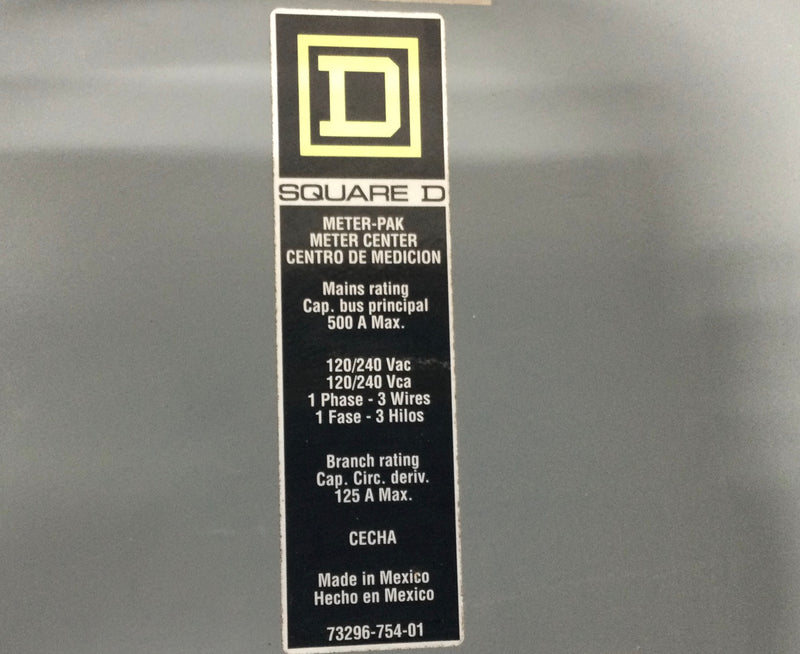 D
SQUARE D
METER-PAK
METER CENTER
CENTRO DE MEDICION
Mains rating
Cap. bus principal
500 A Max.
120/240 Vac
120/240 Vca
1 Phase - 3 Wires
1 Fase - 3 Hilos
Branch rating
Cap. Circ. deriv.
125 A Max.
CECHA
Made in Mexico
Hecho en Mexico
73296-754-01